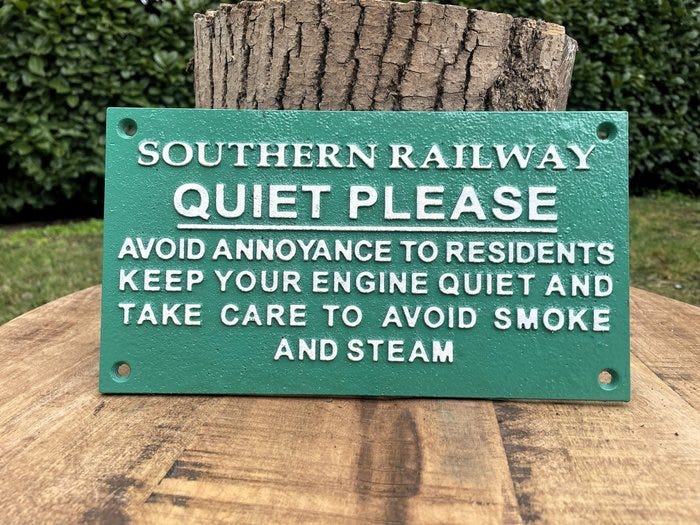 SOUTHERN RAILWAY
QUIET PLEASE
AVOID ANNOYANCE TO RESIDENTS
KEEP YOUR ENGINE QUIET AND
TAKE CARE TO AVOID SMOKE
AND STEAM